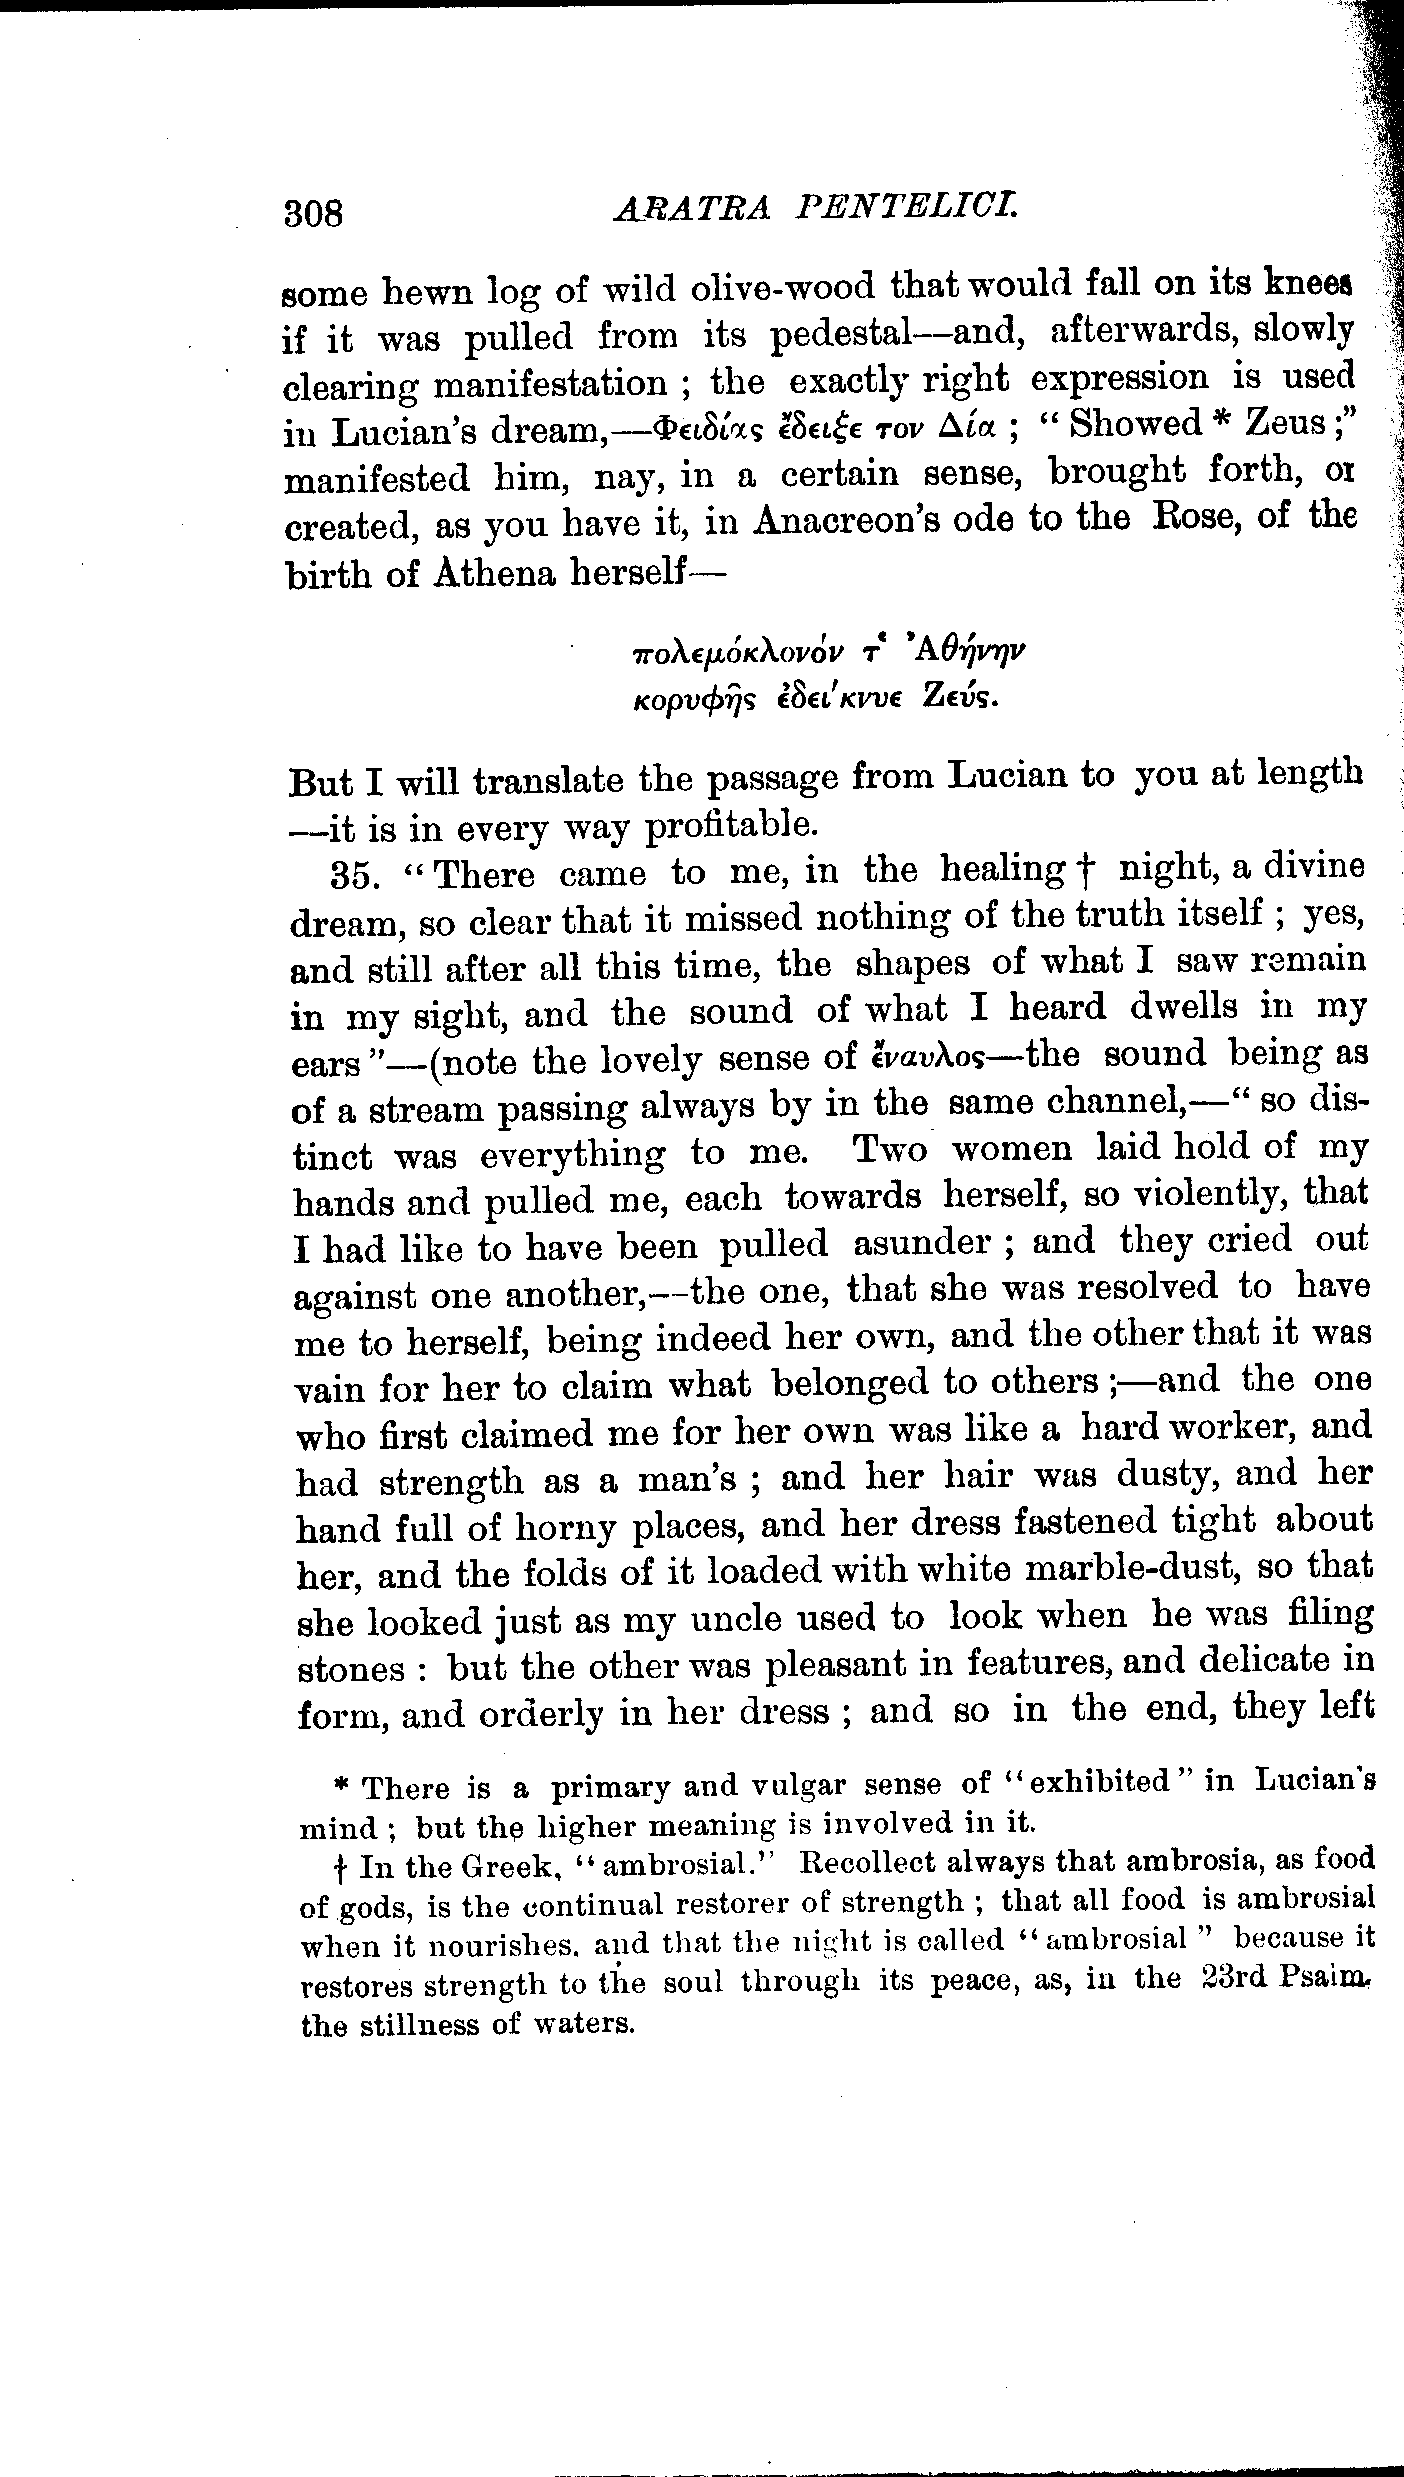 308 ARATRA PENTELICI.
some hewn log of wild olive-wood that would fall on its knees
if it was pulled from its pedestal—and, afterwards, slowly
clearing manifestation ; the exactly right expression is used
in Lucian's dream,—Φειδίας ἔδειξε τον Δία ; “ Showed * Zeus ;”
manifested him, nay, in a certain sense, brought forth, or
created, as you have it, in Anacreon's ode to the Rose, of the
birth of Athena herself—
πολεμόκλονόν τ‘ Ἀθήνην
κορυφῆς ἐδει'κνυε Ζεύς.
But I will translate the passage from Lucian to you at length
—it is in every way profitable.
35. “ There came to me, in the healing † night, a divine
dream, so clear that it missed nothing of the truth itself ; yes,
and still after all this time, the shapes of what I saw remain
in my sight, and the sound of what I heard dwells in my
ears ”—(note the lovely sense of ἔναυλος—the sound being as
of a stream passing always by in the same channel,—“ so dis-
tinct was everything to me. Two women laid hold of my
hands and pulled me, each towards herself, so violently, that
I had like to have been pulled asunder ; and they cried out
against one another,—the one, that she was resolved to have
me to herself, being indeed her own, and the other that it was
vain for her to claim what belonged to others ;—and the one
who first claimed me for her own was like a hard worker, and
had strength as a man's ; and her hair was dusty, and her
hand full of horny places, and her dress fastened tight about
her, and the folds of it loaded with white marble-dust, so that
she looked just as my uncle used to look when he was filing
stones : but the other was pleasant in features, and delicate in
form, and orderly in her dress ; and so in the end, they left
* There is a primary and vulgar sense of “exhibited” in Lucian's
mind ; but the higher meaning is involved in it.
† In the Greek, “ ambrosial.” Recollect always that ambrosia, as food
of gods, is the continual restorer of strength ; that all food is ambrosial
when it nourishes, and that the night is called “ ambrosial ” because it
restores strength to the soul through its peace, as, in the 23rd Psalm,
the stillness of waters.